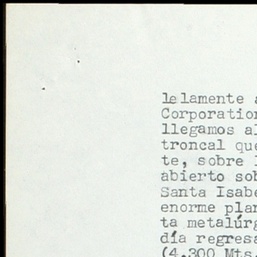 lelamente
Corporation
llegamos al
troncal que
te, sobre
abierto sob
Santa Isabe
enorme plan
ta metalúrg
día regresa
(4.300 Mts.